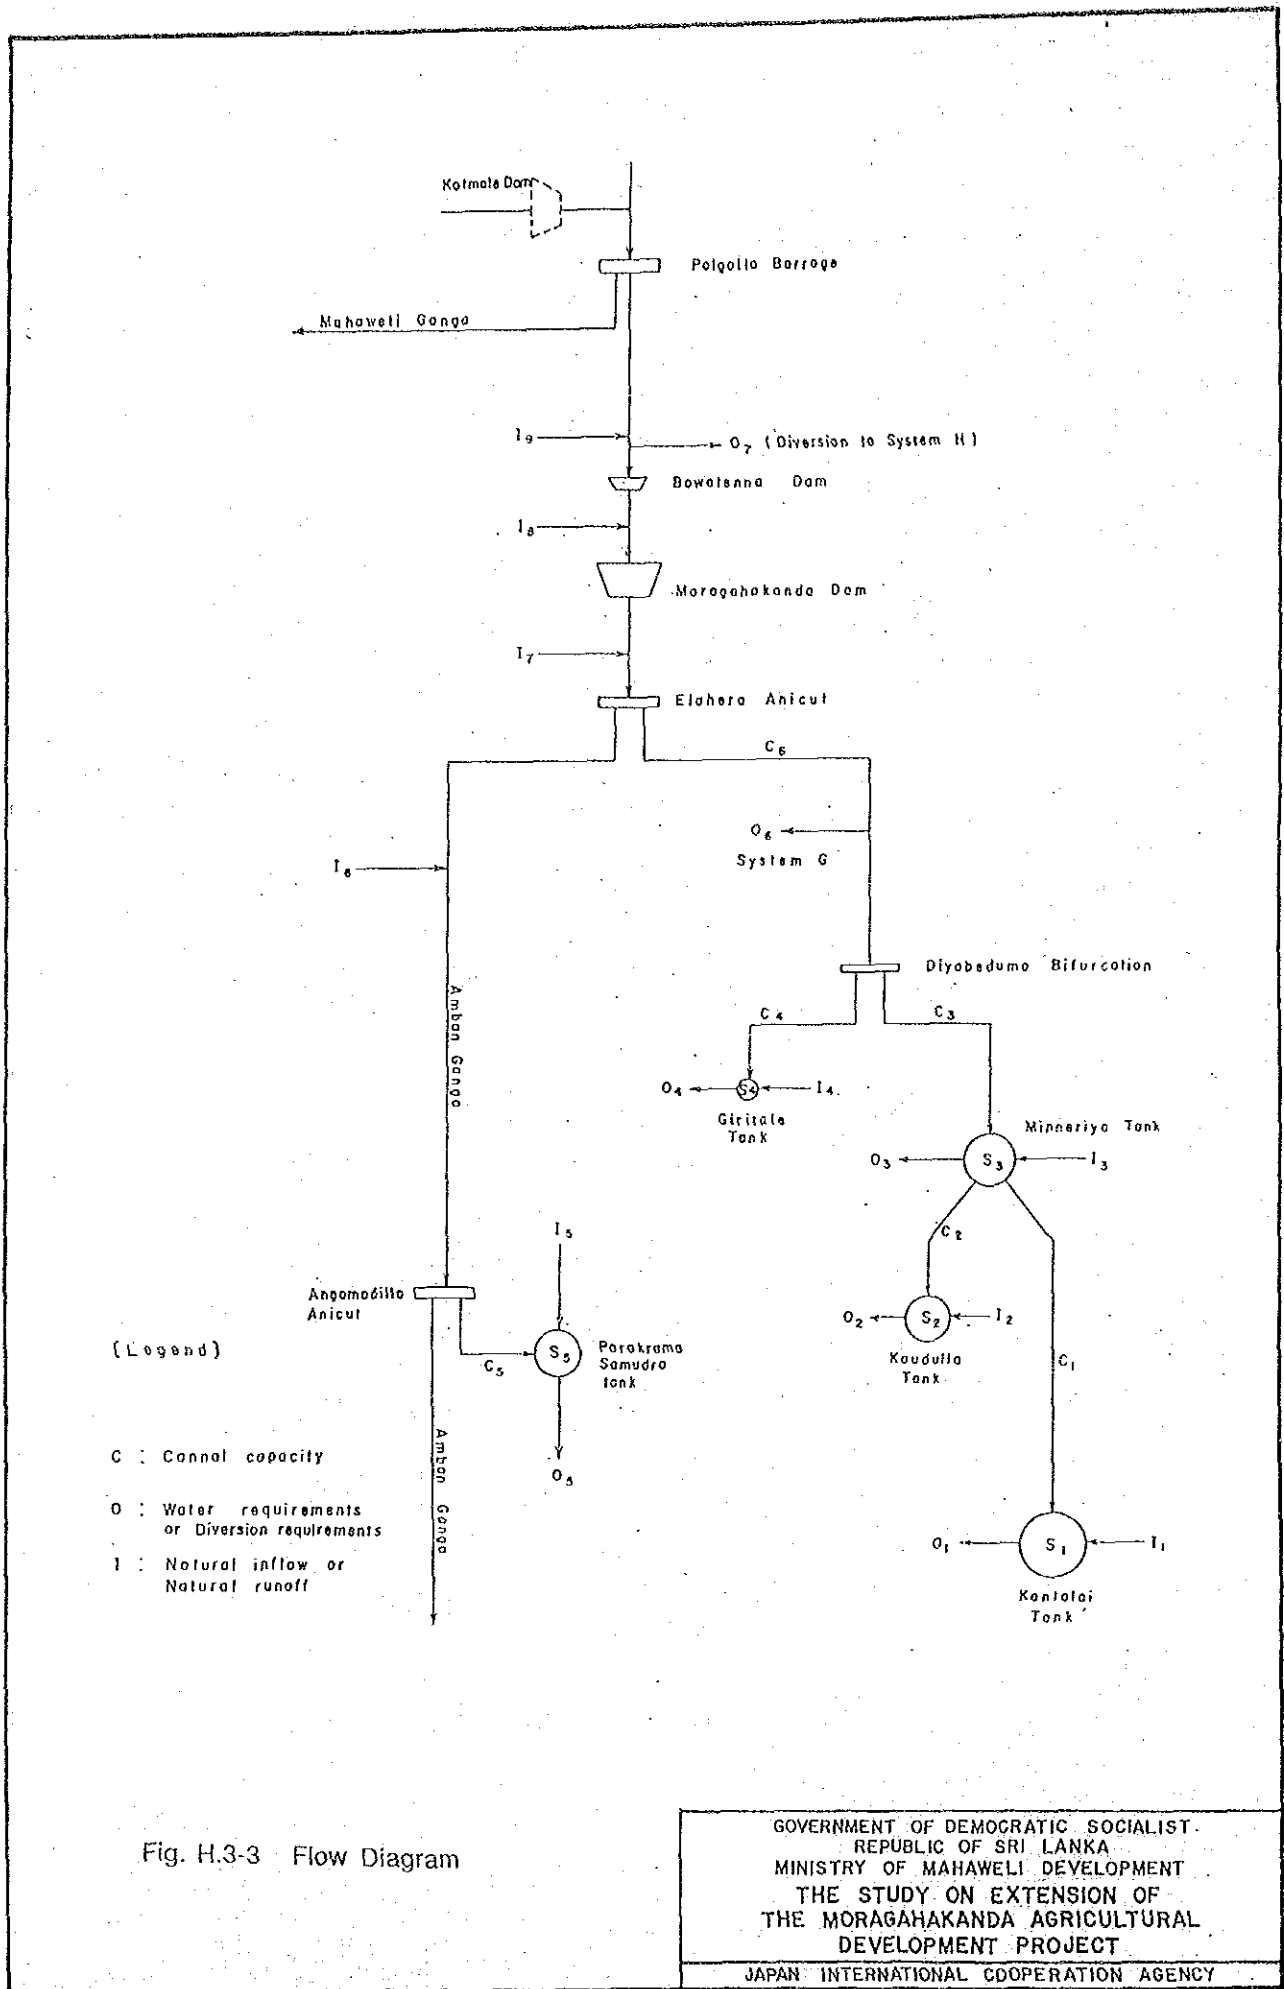 Kotmale Dam
Polgolla Barrage
Mahaweli Ganga
I₉
O₇ (Diversion to System H)
Bowatenna Dam
I₈
Moragahakanda Dam
I₇
Elahera Anicut
C₆
O₆
System G
I₆
Diyabeduma Bifurcation
Amban Ganga
C₄
C₃
O₄
S₄
I₄
Giritale
Tank
Minneriya Tank
O₃
S₃
I₃
I₅
C₂
Angamedilla
Anicut
O₂
S₂
I₂
Kaudulla
Tank
C₁
[Legend]
C₅
S₅
Parakrama
Samudra
tank
O₅
Amban Ganga
C : Cannal capacity
O : Water requirements
or Diversion requirements
I : Natural inflow or
Natural runoff
O₁
S₁
I₁
Kantalai
Tank
Fig. H.3-3 Flow Diagram
GOVERNMENT OF DEMOCRATIC SOCIALIST
REPUBLIC OF SRI LANKA
MINISTRY OF MAHAWELI DEVELOPMENT
THE STUDY ON EXTENSION OF
THE MORAGAHAKANDA AGRICULTURAL
DEVELOPMENT PROJECT
JAPAN INTERNATIONAL COOPERATION AGENCY